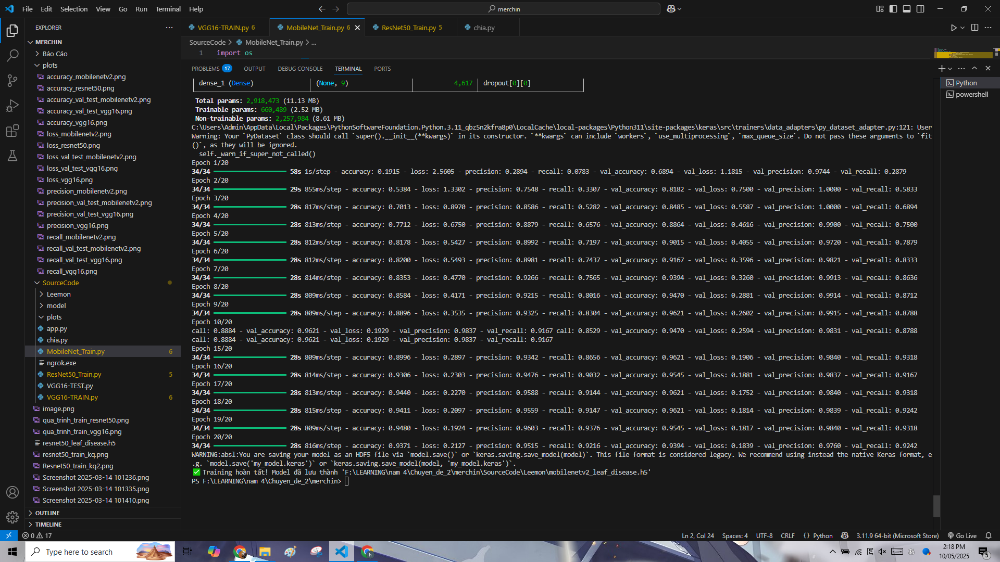 File Edit Selection View Go Run Terminal Help
merchin
EXPLORER
MERCHIN
Báo Cáo
plots
accuracy_mobilenetv2.png
accuracy_resnet50.png
accuracy_val_test_mobilenetv2.png
accuracy_val_test_vgg16.png
accuracy_vgg16.png
loss_mobilenetv2.png
loss_resnet50.png
loss_val_test_mobilenetv2.png
loss_val_test_vgg16.png
loss_vgg16.png
precision_mobilenetv2.png
precision_val_test_mobilenetv2.png
precision_val_test_vgg16.png
precision_vgg16.png
recall_mobilenetv2.png
recall_val_test_mobilenetv2.png
recall_val_test_vgg16.png
recall_vgg16.png
SourceCode
Leemon
model
plots
app.py
chia.py
MobileNet_Train.py 6
ngrok.exe
ResNet50_Train.py 5
VGG16-TEST.py
VGG16-TRAIN.py 6
image.png
qua_trinh_train_resnet50.png
qua_trinh_train_vgg16.png
resnet50_leaf_disease.h5
resnet50_train_kq.png
Resnet50_train_kq2.png
Screenshot 2025-03-14 101236.png
Screenshot 2025-03-14 101335.png
Screenshot 2025-03-14 101410.png
OUTLINE
TIMELINE
VGG16-TRAIN.py 6 MobileNet_Train.py 6 ResNet50_Train.py 5 chia.py
SourceCode > MobileNet_Train.py > ...
1 import os
PROBLEMS 17 OUTPUT DEBUG CONSOLE TERMINAL PORTS
Python
powershell
dense_1 (Dense) (None, 9) 4,617 dropout[0][0]
Total params: 2,918,473 (11.13 MB)
Trainable params: 660,489 (2.52 MB)
Non-trainable params: 2,257,984 (8.61 MB)
C:\Users\Admin\AppData\Local\Packages\PythonSoftwareFoundation.Python.3.11_qbz5n2kfra8p0\LocalCache\local-packages\Python311\site-packages\keras\src\trainers\data_adapters\py_dataset_adapter.py:121: User
Warning: Your `PyDataset` class should call `super().__init__(**kwargs)` in its constructor. `**kwargs` can include `workers`, `use_multiprocessing`, `max_queue_size`. Do not pass these arguments to `fit
()`, as they will be ignored.
self._warn_if_super_not_called()
Epoch 1/20
34/34 58s 1s/step - accuracy: 0.1915 - loss: 2.5605 - precision: 0.2894 - recall: 0.0783 - val_accuracy: 0.6894 - val_loss: 1.1815 - val_precision: 0.9744 - val_recall: 0.2879
Epoch 2/20
34/34 29s 855ms/step - accuracy: 0.5384 - loss: 1.3302 - precision: 0.7548 - recall: 0.3307 - val_accuracy: 0.8182 - val_loss: 0.7500 - val_precision: 1.0000 - val_recall: 0.5833
Epoch 3/20
34/34 28s 817ms/step - accuracy: 0.7013 - loss: 0.8970 - precision: 0.8586 - recall: 0.5282 - val_accuracy: 0.8485 - val_loss: 0.5587 - val_precision: 1.0000 - val_recall: 0.6894
Epoch 4/20
34/34 28s 813ms/step - accuracy: 0.7712 - loss: 0.6750 - precision: 0.8879 - recall: 0.6576 - val_accuracy: 0.8864 - val_loss: 0.4616 - val_precision: 0.9900 - val_recall: 0.7500
Epoch 5/20
34/34 28s 812ms/step - accuracy: 0.8178 - loss: 0.5427 - precision: 0.8992 - recall: 0.7197 - val_accuracy: 0.9015 - val_loss: 0.4055 - val_precision: 0.9720 - val_recall: 0.7879
Epoch 6/20
34/34 28s 812ms/step - accuracy: 0.8200 - loss: 0.5493 - precision: 0.8981 - recall: 0.7437 - val_accuracy: 0.9167 - val_loss: 0.3596 - val_precision: 0.9821 - val_recall: 0.8333
Epoch 7/20
34/34 28s 814ms/step - accuracy: 0.8353 - loss: 0.4770 - precision: 0.9266 - recall: 0.7565 - val_accuracy: 0.9394 - val_loss: 0.3260 - val_precision: 0.9913 - val_recall: 0.8636
Epoch 8/20
34/34 28s 809ms/step - accuracy: 0.8584 - loss: 0.4171 - precision: 0.9215 - recall: 0.8016 - val_accuracy: 0.9470 - val_loss: 0.2881 - val_precision: 0.9914 - val_recall: 0.8712
Epoch 9/20
34/34 28s 809ms/step - accuracy: 0.8896 - loss: 0.3535 - precision: 0.9325 - recall: 0.8304 - val_accuracy: 0.9621 - val_loss: 0.2602 - val_precision: 0.9915 - val_recall: 0.8788
Epoch 10/20
call: 0.8884 - val_accuracy: 0.9621 - val_loss: 0.1929 - val_precision: 0.9837 - val_recall: 0.9167 call: 0.8529 - val_accuracy: 0.9470 - val_loss: 0.2594 - val_precision: 0.9831 - val_recall: 0.8788
call: 0.8884 - val_accuracy: 0.9621 - val_loss: 0.1929 - val_precision: 0.9837 - val_recall: 0.9167
Epoch 15/20
34/34 28s 809ms/step - accuracy: 0.8996 - loss: 0.2897 - precision: 0.9342 - recall: 0.8656 - val_accuracy: 0.9621 - val_loss: 0.1906 - val_precision: 0.9840 - val_recall: 0.9318
Epoch 16/20
34/34 28s 814ms/step - accuracy: 0.9306 - loss: 0.2303 - precision: 0.9476 - recall: 0.9032 - val_accuracy: 0.9545 - val_loss: 0.1881 - val_precision: 0.9837 - val_recall: 0.9167
Epoch 17/20
34/34 28s 813ms/step - accuracy: 0.9440 - loss: 0.2270 - precision: 0.9588 - recall: 0.9144 - val_accuracy: 0.9621 - val_loss: 0.1752 - val_precision: 0.9840 - val_recall: 0.9318
Epoch 18/20
34/34 28s 815ms/step - accuracy: 0.9411 - loss: 0.2097 - precision: 0.9559 - recall: 0.9147 - val_accuracy: 0.9621 - val_loss: 0.1814 - val_precision: 0.9839 - val_recall: 0.9242
Epoch 19/20
34/34 28s 809ms/step - accuracy: 0.9480 - loss: 0.1924 - precision: 0.9603 - recall: 0.9376 - val_accuracy: 0.9545 - val_loss: 0.1817 - val_precision: 0.9840 - val_recall: 0.9318
Epoch 20/20
34/34 28s 816ms/step - accuracy: 0.9371 - loss: 0.2127 - precision: 0.9515 - recall: 0.9216 - val_accuracy: 0.9394 - val_loss: 0.1839 - val_precision: 0.9760 - val_recall: 0.9242
WARNING:absl:You are saving your model as an HDF5 file via `model.save()` or `keras.saving.save_model(model)`. This file format is considered legacy. We recommend using instead the native Keras format, e
.g. `model.save('my_model.keras')` or `keras.saving.save_model(model, 'my_model.keras')`.
✅ Training hoàn tất! Model đã lưu thành 'F:\LEARNING\nam 4\Chuyen_de_2\merchin\SourceCode\Leemon\mobilenetv2_leaf_disease.h5'
PS F:\LEARNING\nam 4\Chuyen_de_2\merchin>
0 17 Ln 2, Col 24 Spaces: 4 UTF-8 CRLF {} Python 3.11.9 64-bit (Microsoft Store) Go Live
Type here to search
2:18 PM
10/05/2025
5